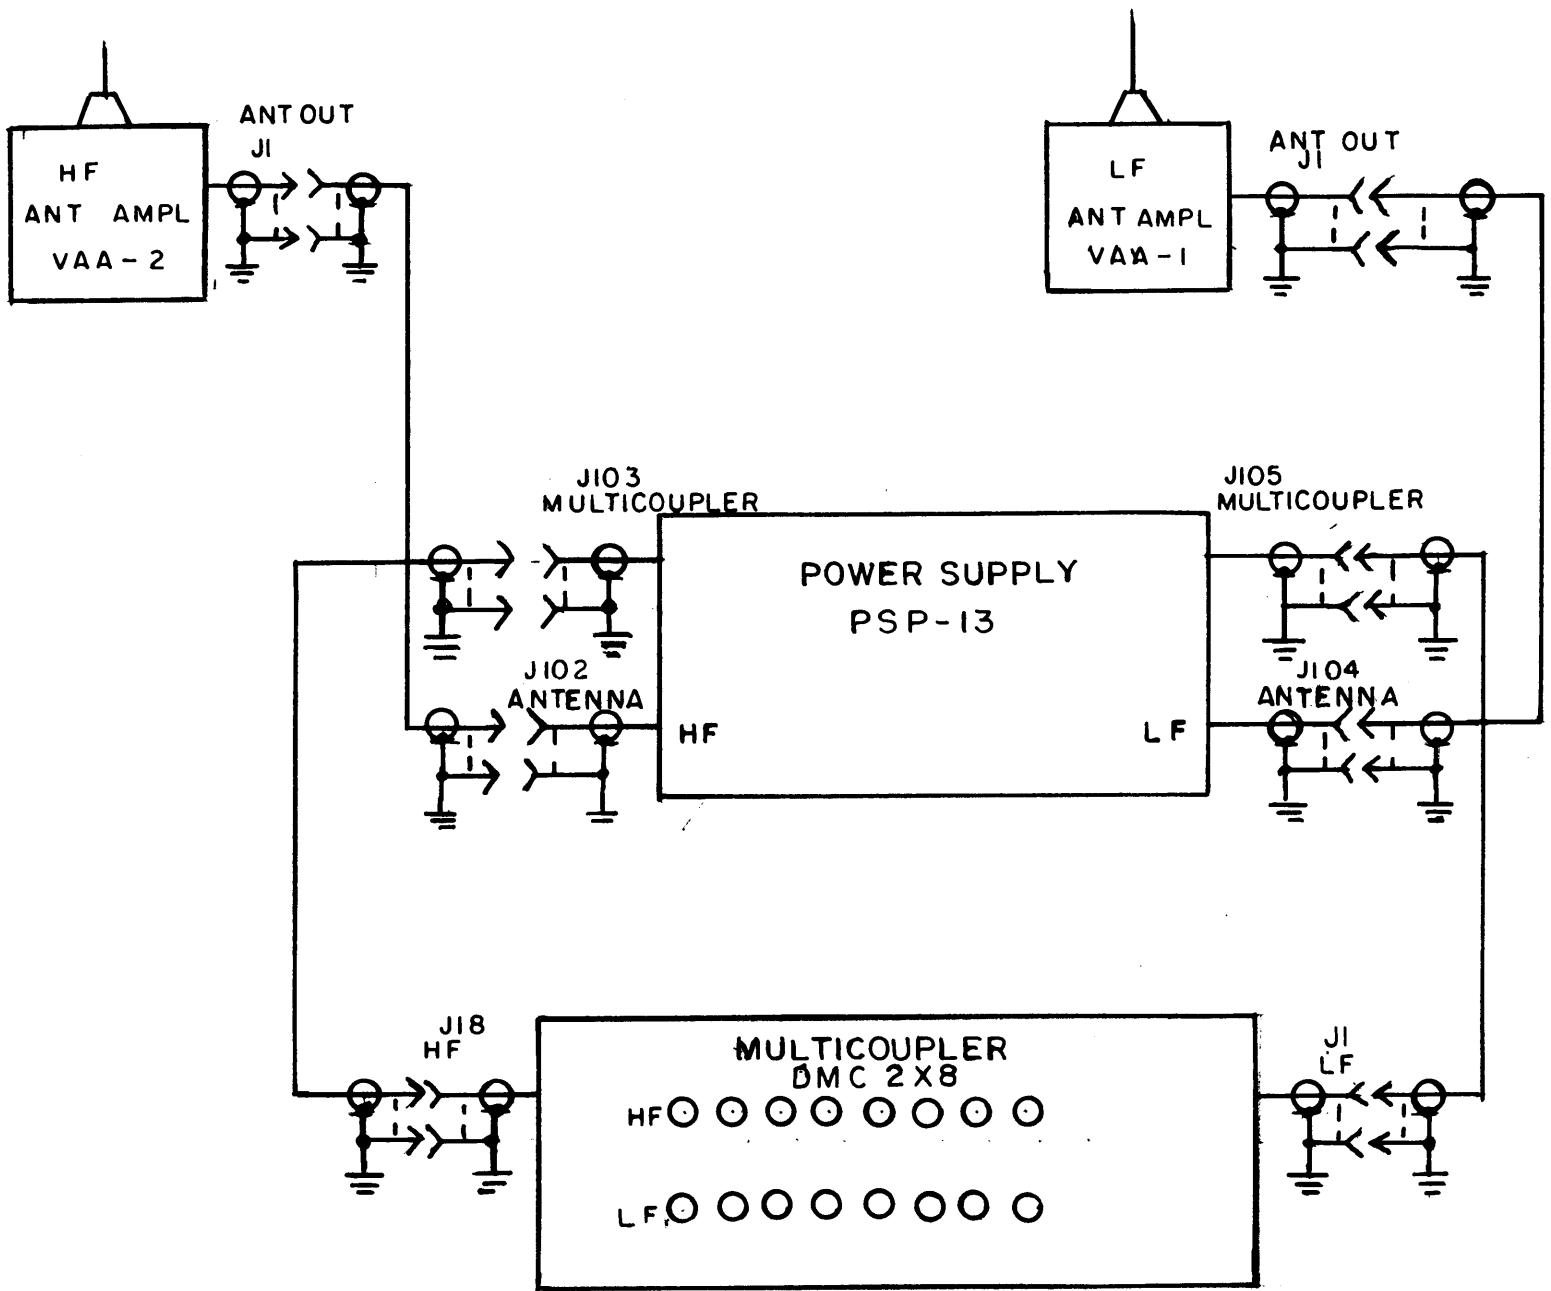 ANT OUT
J1
HF
ANT AMPL
VAA-2
ANT OUT
J1
LF
ANT AMPL
VAA-1
J103
MULTICOUPLER
J105
MULTICOUPLER
POWER SUPPLY
PSP-13
J102
ANTENNA
HF
LF
J104
ANTENNA
J18
HF
MULTICOUPLER
DMC 2X8
HF
LF
J1
LF